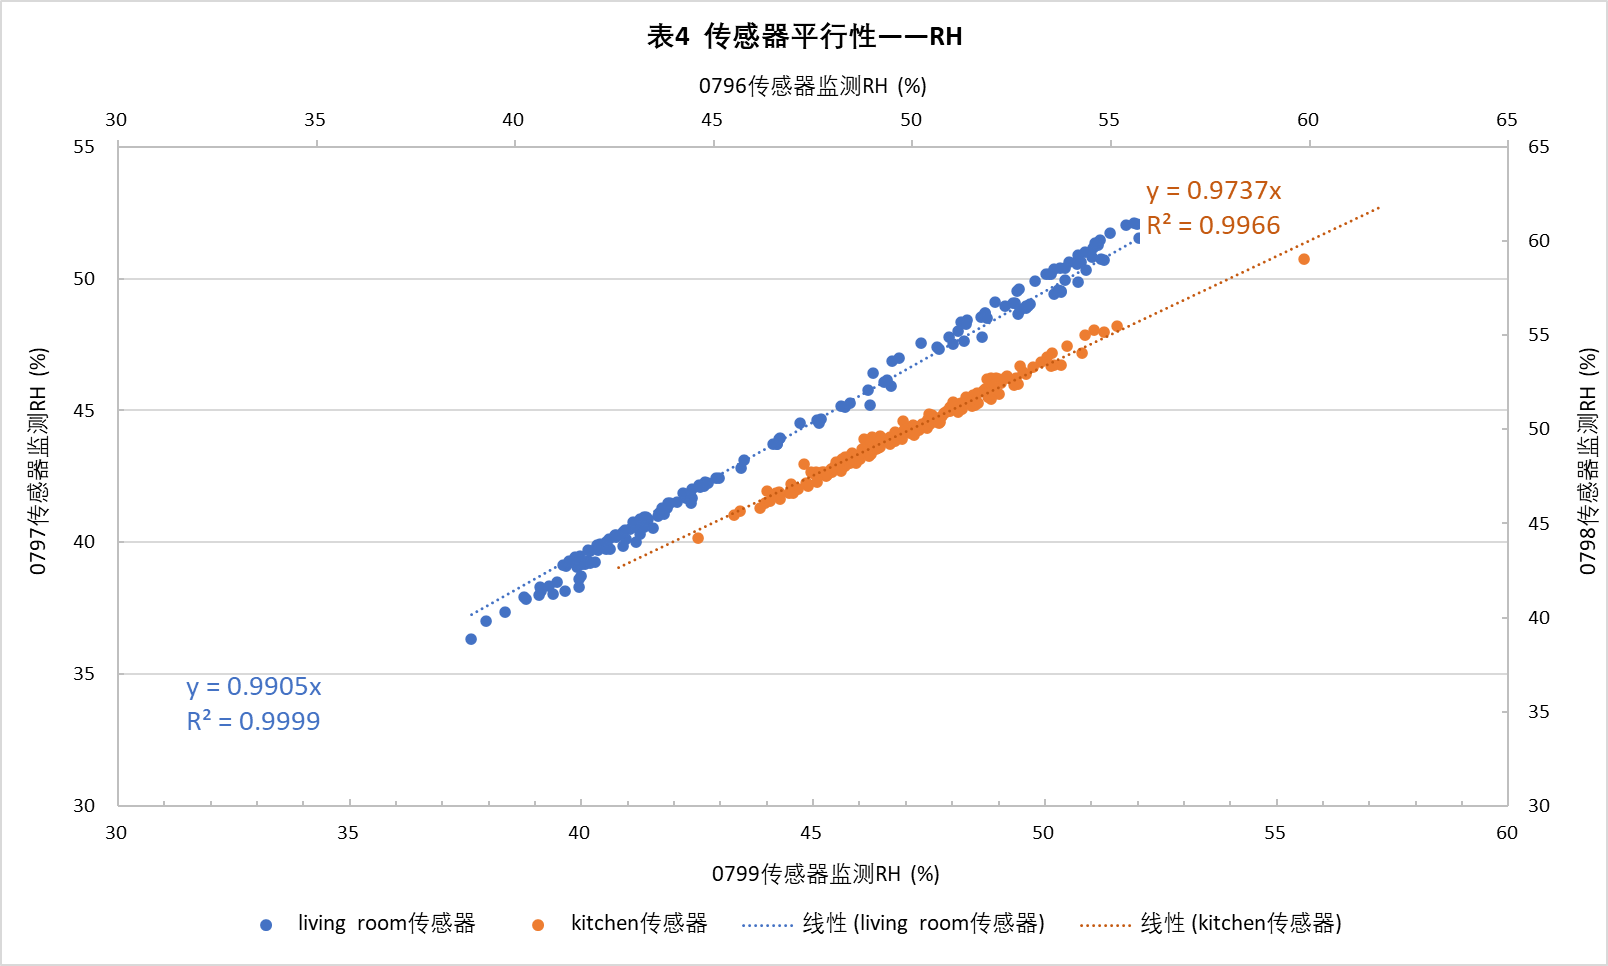 表4 传感器平行性——RH
0796传感器监测RH (%)
30 35 40 45 50 55 60 65
55 50 45 40 35 30
0797传感器监测RH (%)
y = 0.9737x
R² = 0.9966
y = 0.9905x
R² = 0.9999
65 60 55 50 45 40 35 30
0798传感器监测RH (%)
30 35 40 45 50 55 60
0799传感器监测RH (%)
living room传感器 kitchen传感器 线性 (living room传感器) 线性 (kitchen传感器)